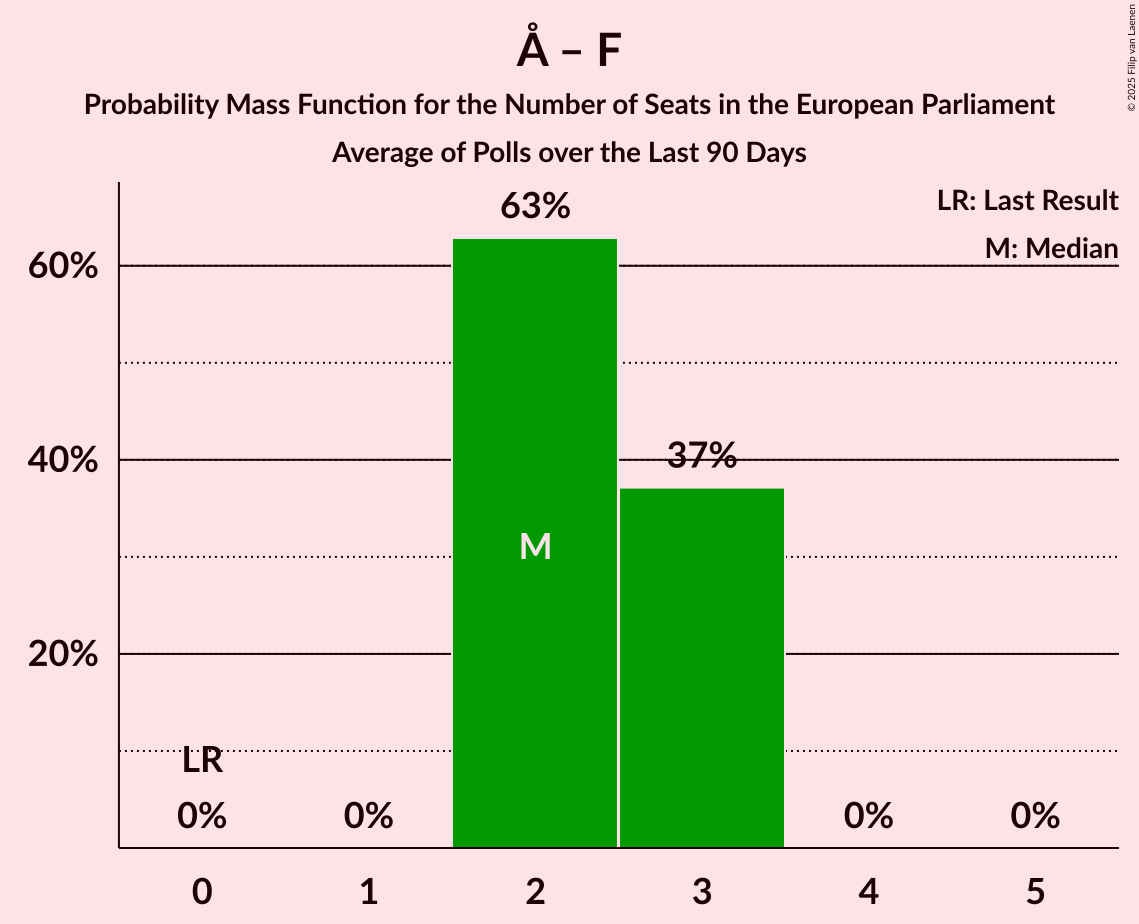 Å – F
Probability Mass Function for the Number of Seats in the European Parliament
Average of Polls over the Last 90 Days
© 2025 Filip van Laenen
LR: Last Result
M: Median
63%
60%
40%
37%
M
20%
LR
0% 0% 0% 0%
0 1 2 3 4 5